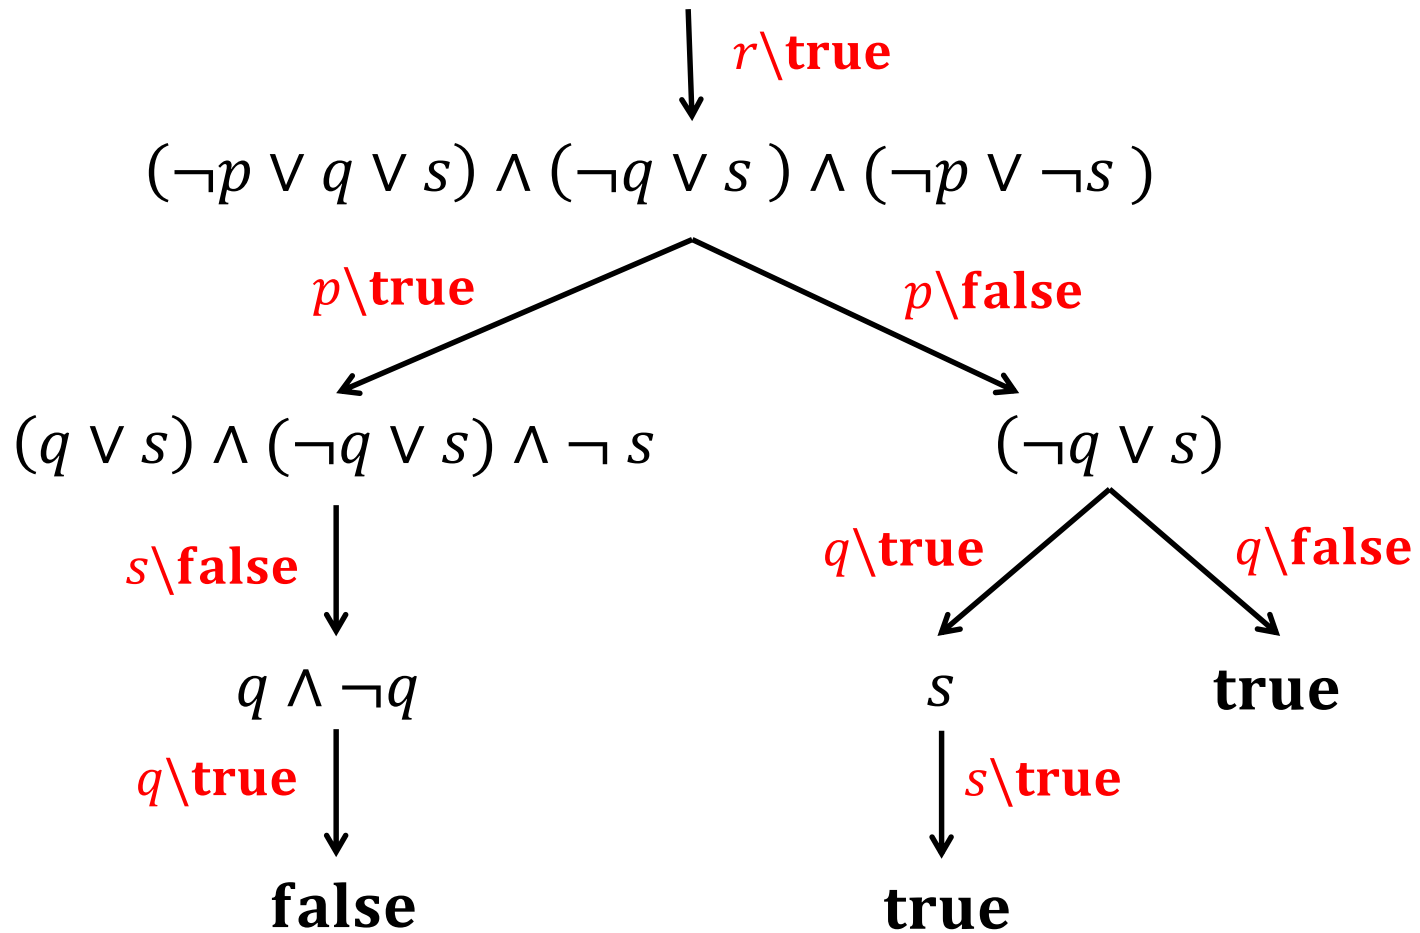 r\true
(¬p ∨ q ∨ s) ∧ (¬q ∨ s ) ∧ (¬p ∨ ¬s )
p\true
p\false
(q ∨ s) ∧ (¬q ∨ s) ∧ ¬ s
(¬q ∨ s)
s\false
q\true
q\false
q ∧ ¬q
s
true
q\true
s\true
false
true